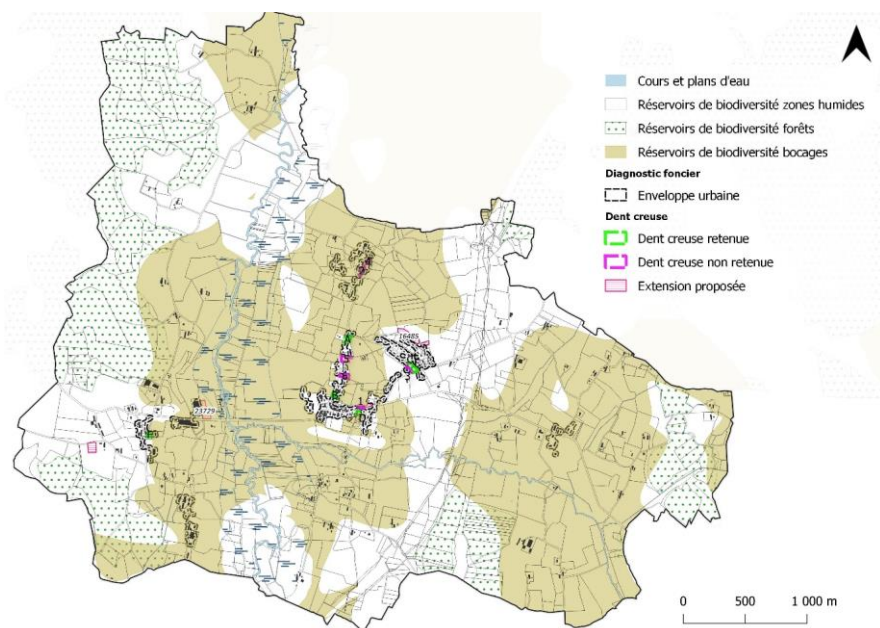 Cours et plans d'eau
Réservoirs de biodiversité zones humides
Réservoirs de biodiversité forêts
Réservoirs de biodiversité bocages
Diagnostic foncier
Enveloppe urbaine
Dent creuse
Dent creuse retenue
Dent creuse non retenue
Extension proposée
16485
23729
0 500 1 000 m